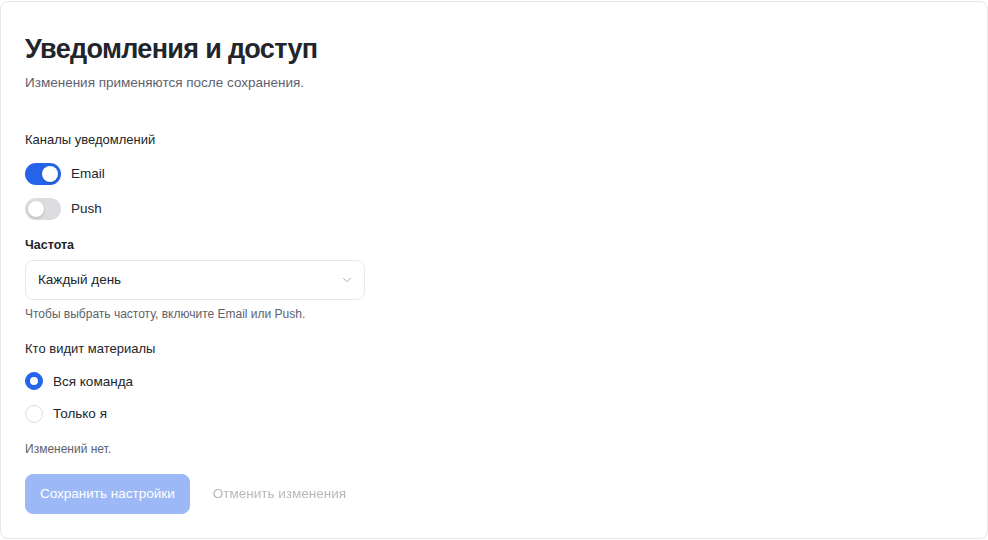 Уведомления и доступ
Изменения применяются после сохранения.
Каналы уведомлений
Email
Push
Частота
Каждый день
Чтобы выбрать частоту, включите Email или Push.
Кто видит материалы
Вся команда
Только я
Изменений нет.
Сохранить настройки Отменить изменения